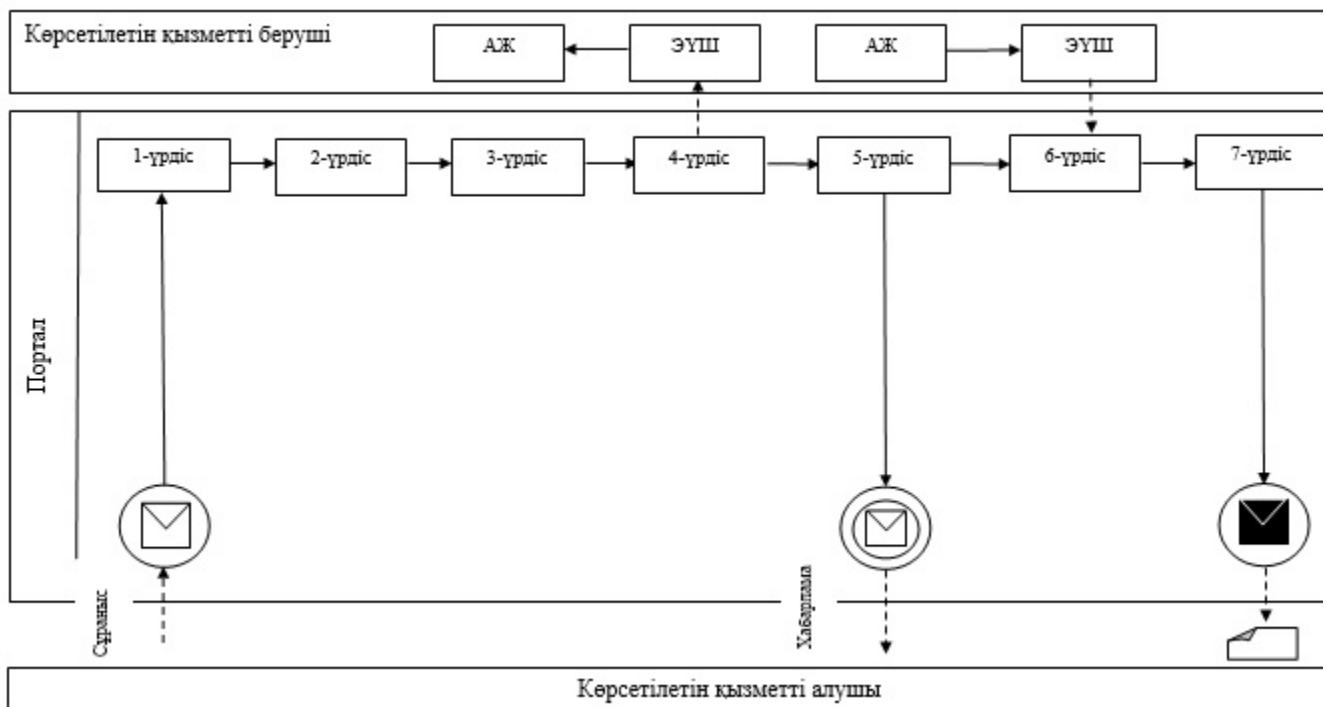 Көрсетілетін қызметті беруші
АЖ
ЭҮШ
АЖ
ЭҮШ
Портал
1-үрдіс
2-үрдіс
3-үрдіс
4-үрдіс
5-үрдіс
6-үрдіс
7-үрдіс
Сұраныс
Хабарлама
Көрсетілетін қызметті алушы